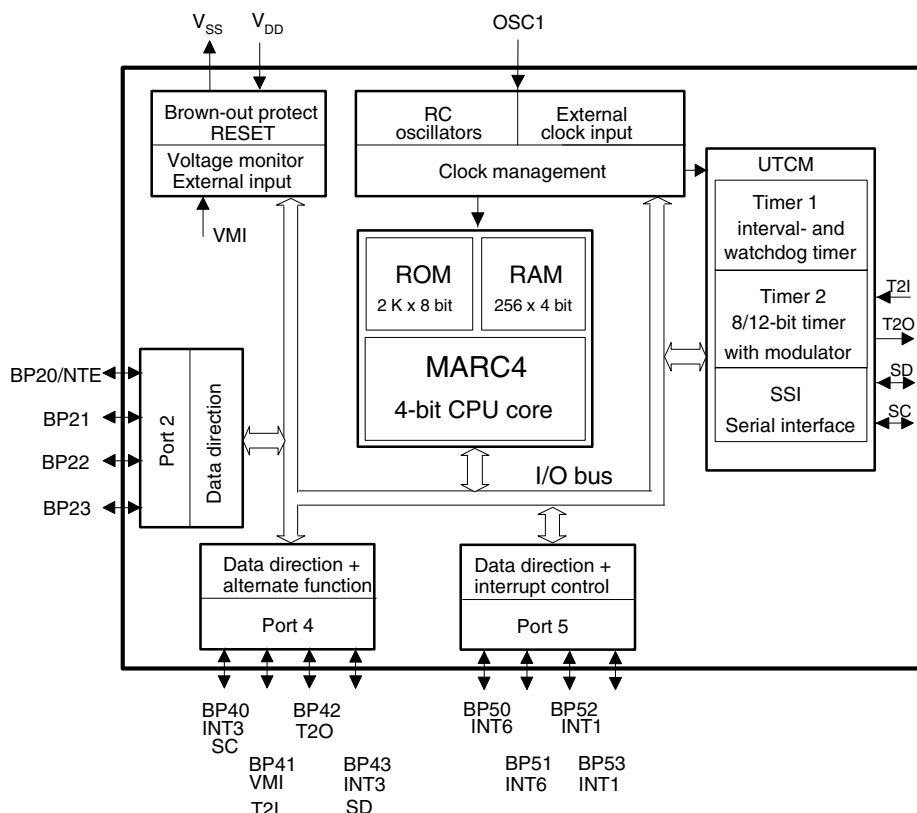 V_SS
V_DD
OSC1
Brown-out protect
RESET
Voltage monitor
External input
VMI
RC
oscillators
External
clock input
Clock management
UTCM
Timer 1
interval- and
watchdog timer
Timer 2
8/12-bit timer
with modulator
SSI
Serial interface
T2I
T2O
SD
SC
ROM
2 K x 8 bit
RAM
256 x 4 bit
MARC4
4-bit CPU core
I/O bus
BP20/NTE
BP21
BP22
BP23
Port 2
Data direction
Data direction +
alternate function
Port 4
Data direction +
interrupt control
Port 5
BP40
INT3
SC
BP41
VMI
T2I
BP42
T2O
BP43
INT3
SD
BP50
INT6
BP51
INT6
BP52
INT1
BP53
INT1